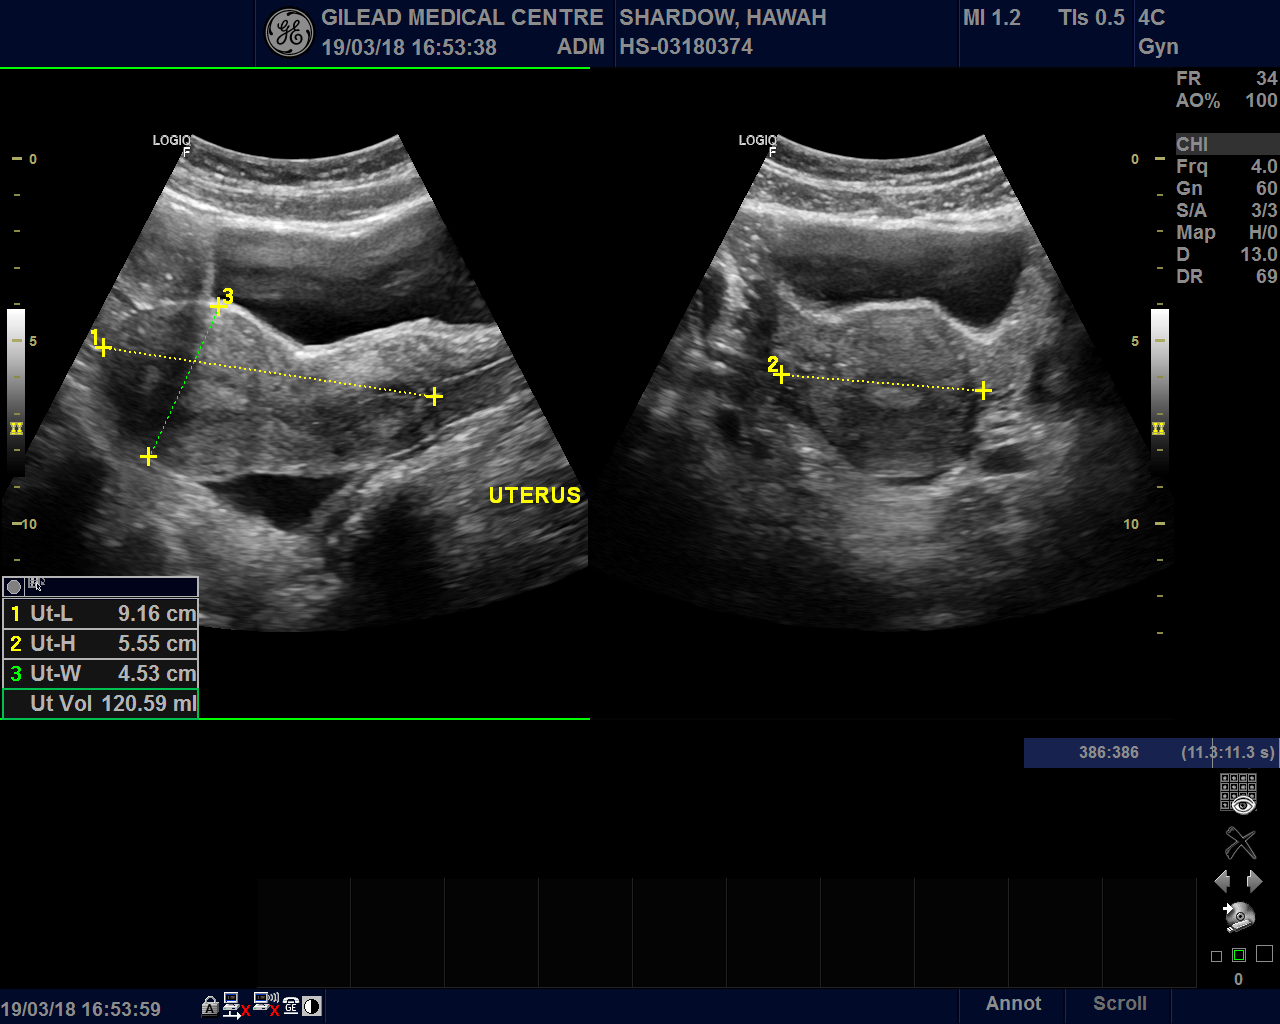 GILEAD MEDICAL CENTRE
19/03/18 16:53:38 ADM
SHARDOW, HAWAH
HS-03180374
MI 1.2 TIs 0.5
4C
Gyn
FR 34
AO% 100
CHI
Frq 4.0
Gn 60
S/A 3/3
Map H/0
D 13.0
DR 69
LOGIQ
F
LOGIQ
F
0
5
10
0
5
10
1
3
2
UTERUS
1 Ut-L 9.16 cm
2 Ut-H 5.55 cm
3 Ut-W 4.53 cm
Ut Vol 120.59 ml
386:386 (11.3:11.3 s)
0
19/03/18 16:53:59
Annot
Scroll